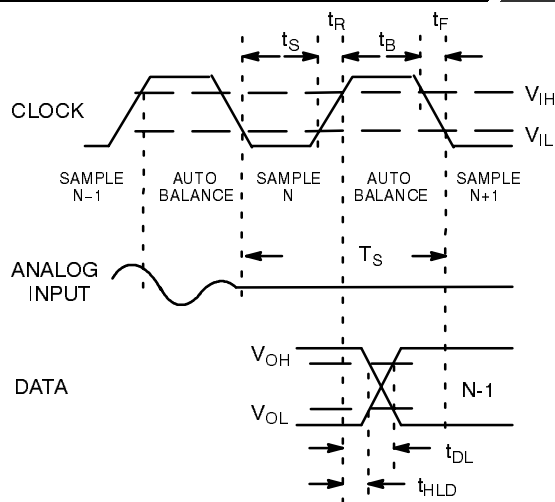 tR
tF
tS
tB
CLOCK
VIH
VIL
SAMPLE
N–1
AUTO
BALANCE
SAMPLE
N
AUTO
BALANCE
SAMPLE
N+1
TS
ANALOG
INPUT
VOH
DATA
N-1
VOL
tDL
tHLD